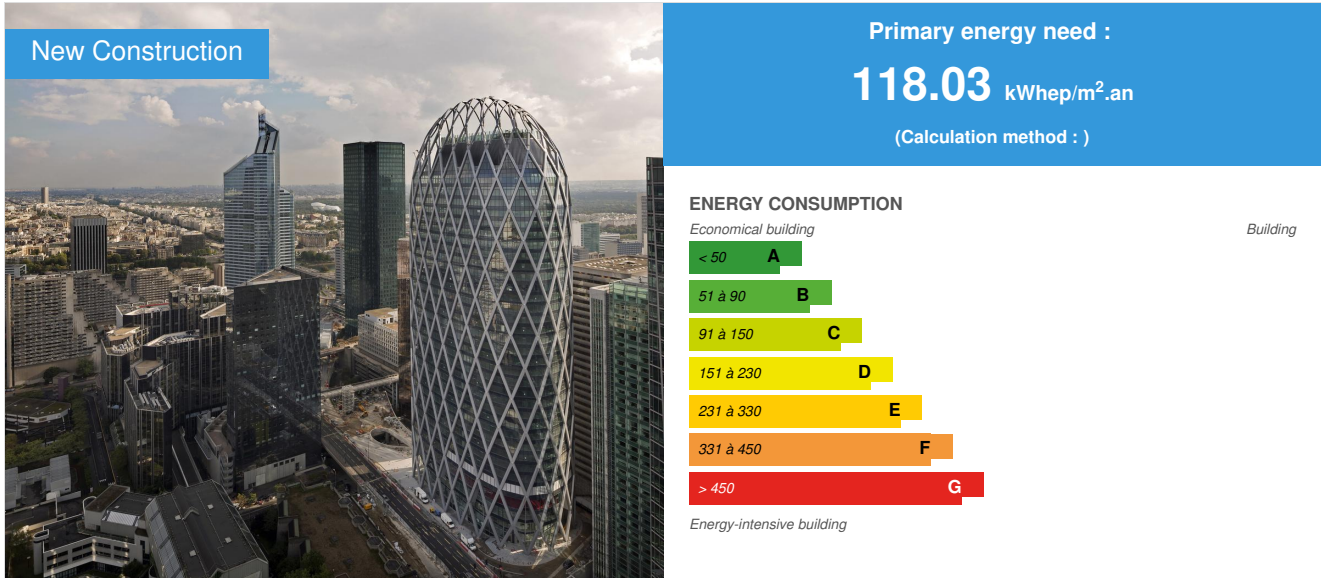 New Construction
Primary energy need :
118.03 kWhep/m².an
(Calculation method : )
ENERGY CONSUMPTION
Economical building
Building
< 50 A
51 à 90 B
91 à 150 C
151 à 230 D
231 à 330 E
331 à 450 F
> 450 G
Energy-intensive building